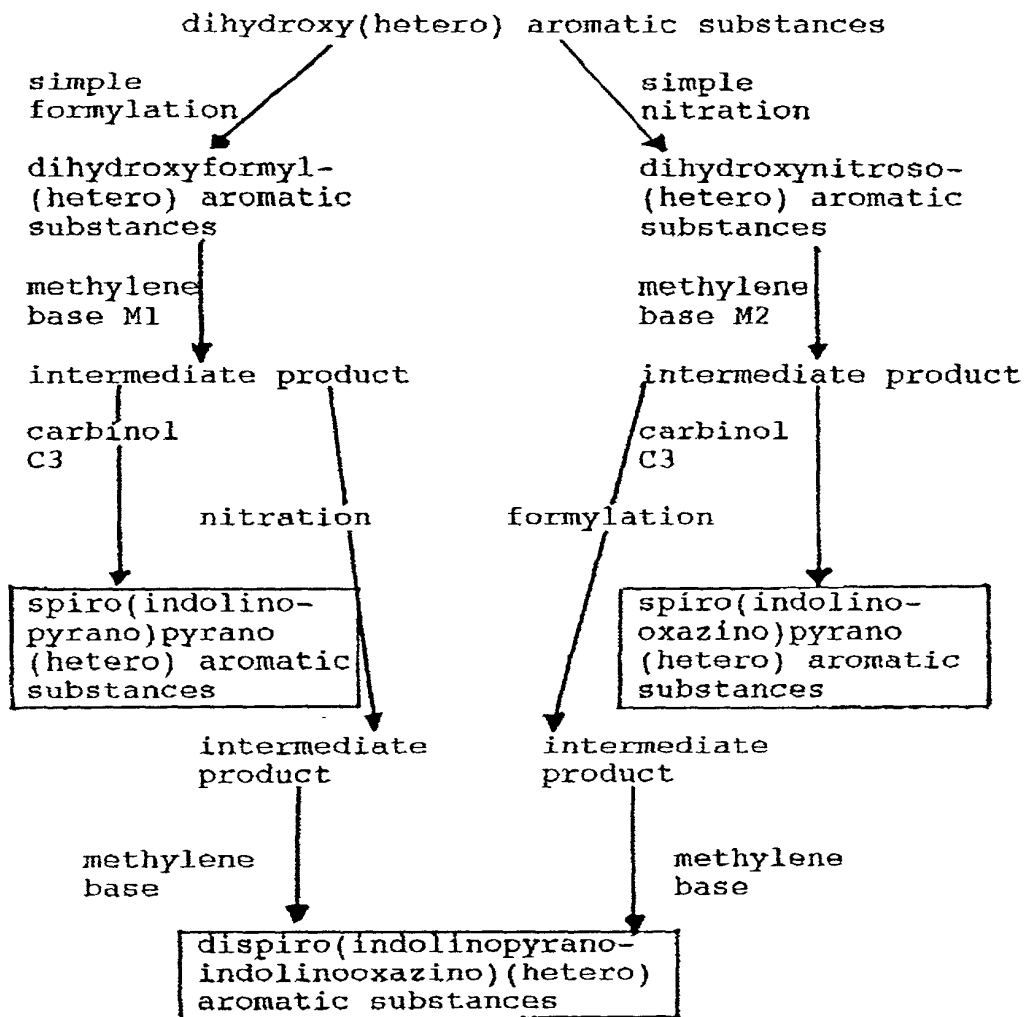 dihydroxy(hetero) aromatic substances
simple
formylation
simple
nitration
dihydroxyformyl-
(hetero) aromatic
substances
dihydroxynitroso-
(hetero) aromatic
substances
methylene
base M1
methylene
base M2
intermediate product
intermediate product
carbinol
C3
carbinol
C3
nitration
formylation
spiro(indolino-
pyrano)pyrano
(hetero) aromatic
substances
spiro(indolino-
oxazino)pyrano
(hetero) aromatic
substances
intermediate
product
intermediate
product
methylene
base
methylene
base
dispiro(indolinopyrano-
indolinooxazino)(hetero)
aromatic substances